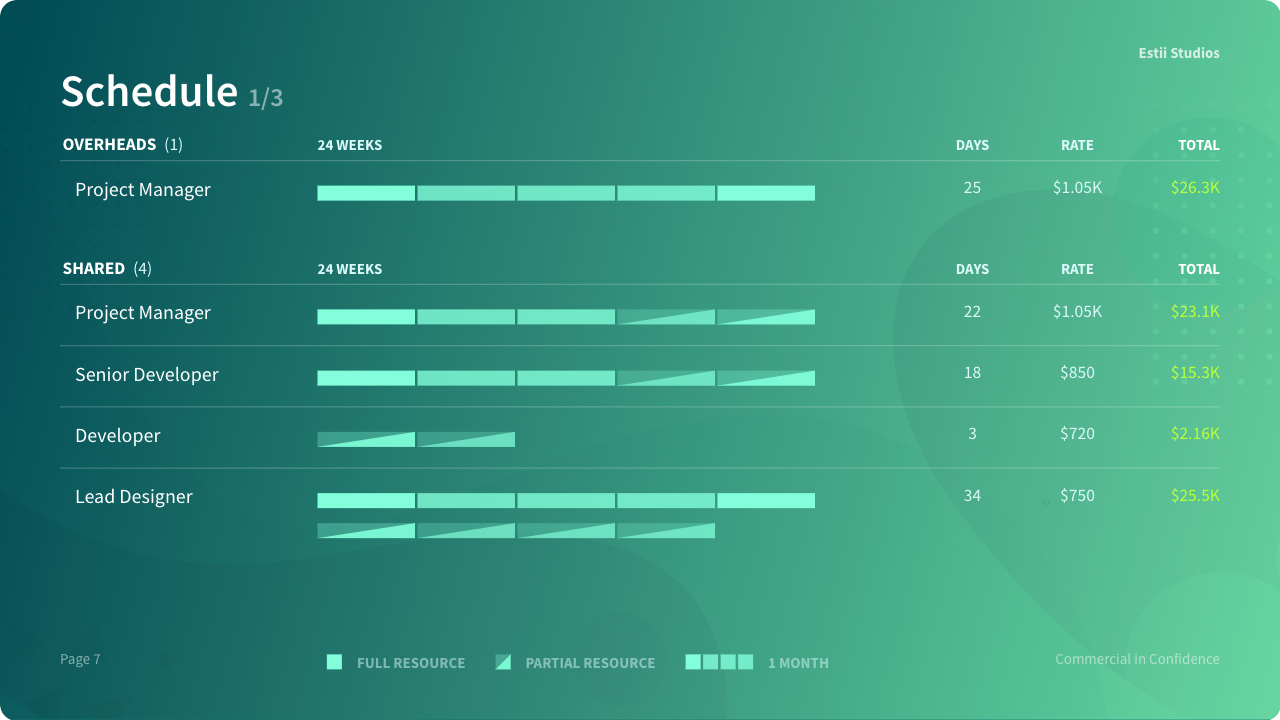 Estii Studios
Schedule 1/3
OVERHEADS (1) 24 WEEKS DAYS RATE TOTAL
Project Manager 25 $1.05K $26.3K
SHARED (4) 24 WEEKS DAYS RATE TOTAL
Project Manager 22 $1.05K $23.1K
Senior Developer 18 $850 $15.3K
Developer 3 $720 $2.16K
Lead Designer 34 $750 $25.5K
Page 7 FULL RESOURCE PARTIAL RESOURCE 1 MONTH Commercial in Confidence